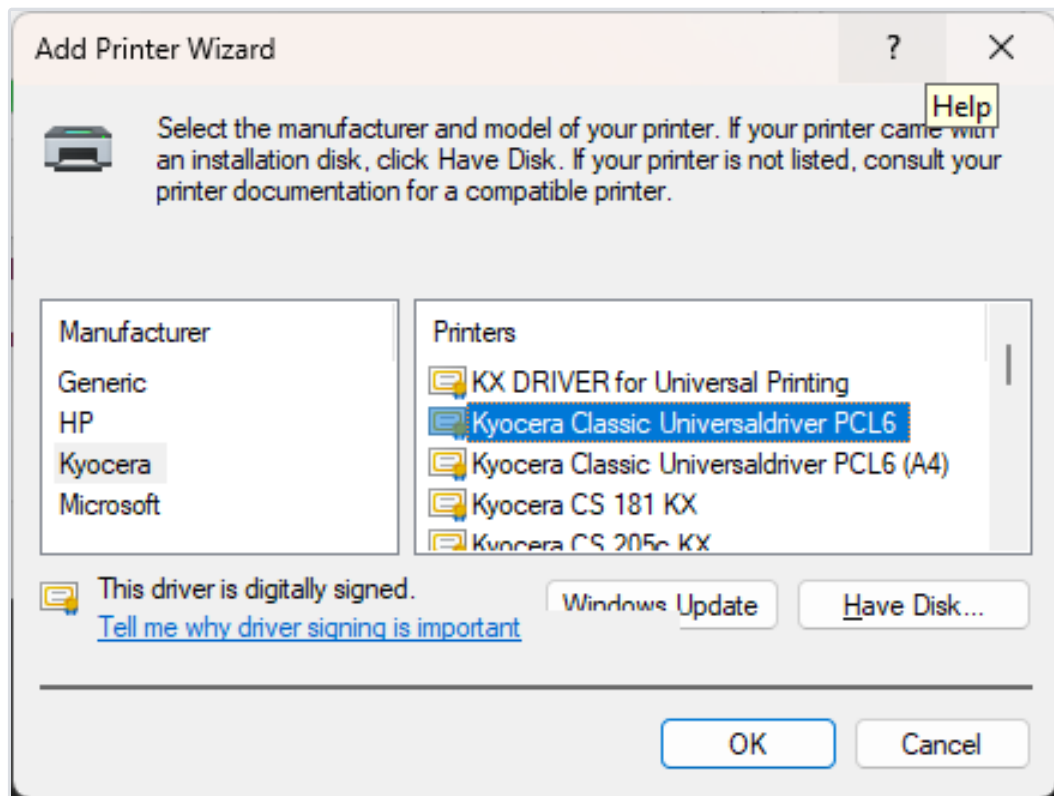 Add Printer Wizard
?
Help
Select the manufacturer and model of your printer. If your printer came with
an installation disk, click Have Disk. If your printer is not listed, consult your
printer documentation for a compatible printer.
Manufacturer
Generic
HP
Kyocera
Microsoft
Printers
KX DRIVER for Universal Printing
Kyocera Classic Universaldriver PCL6
Kyocera Classic Universaldriver PCL6 (A4)
Kyocera CS 181 KX
Kyocera CS 205c KX
This driver is digitally signed.
Tell me why driver signing is important
Windows Update
Have Disk...
OK
Cancel